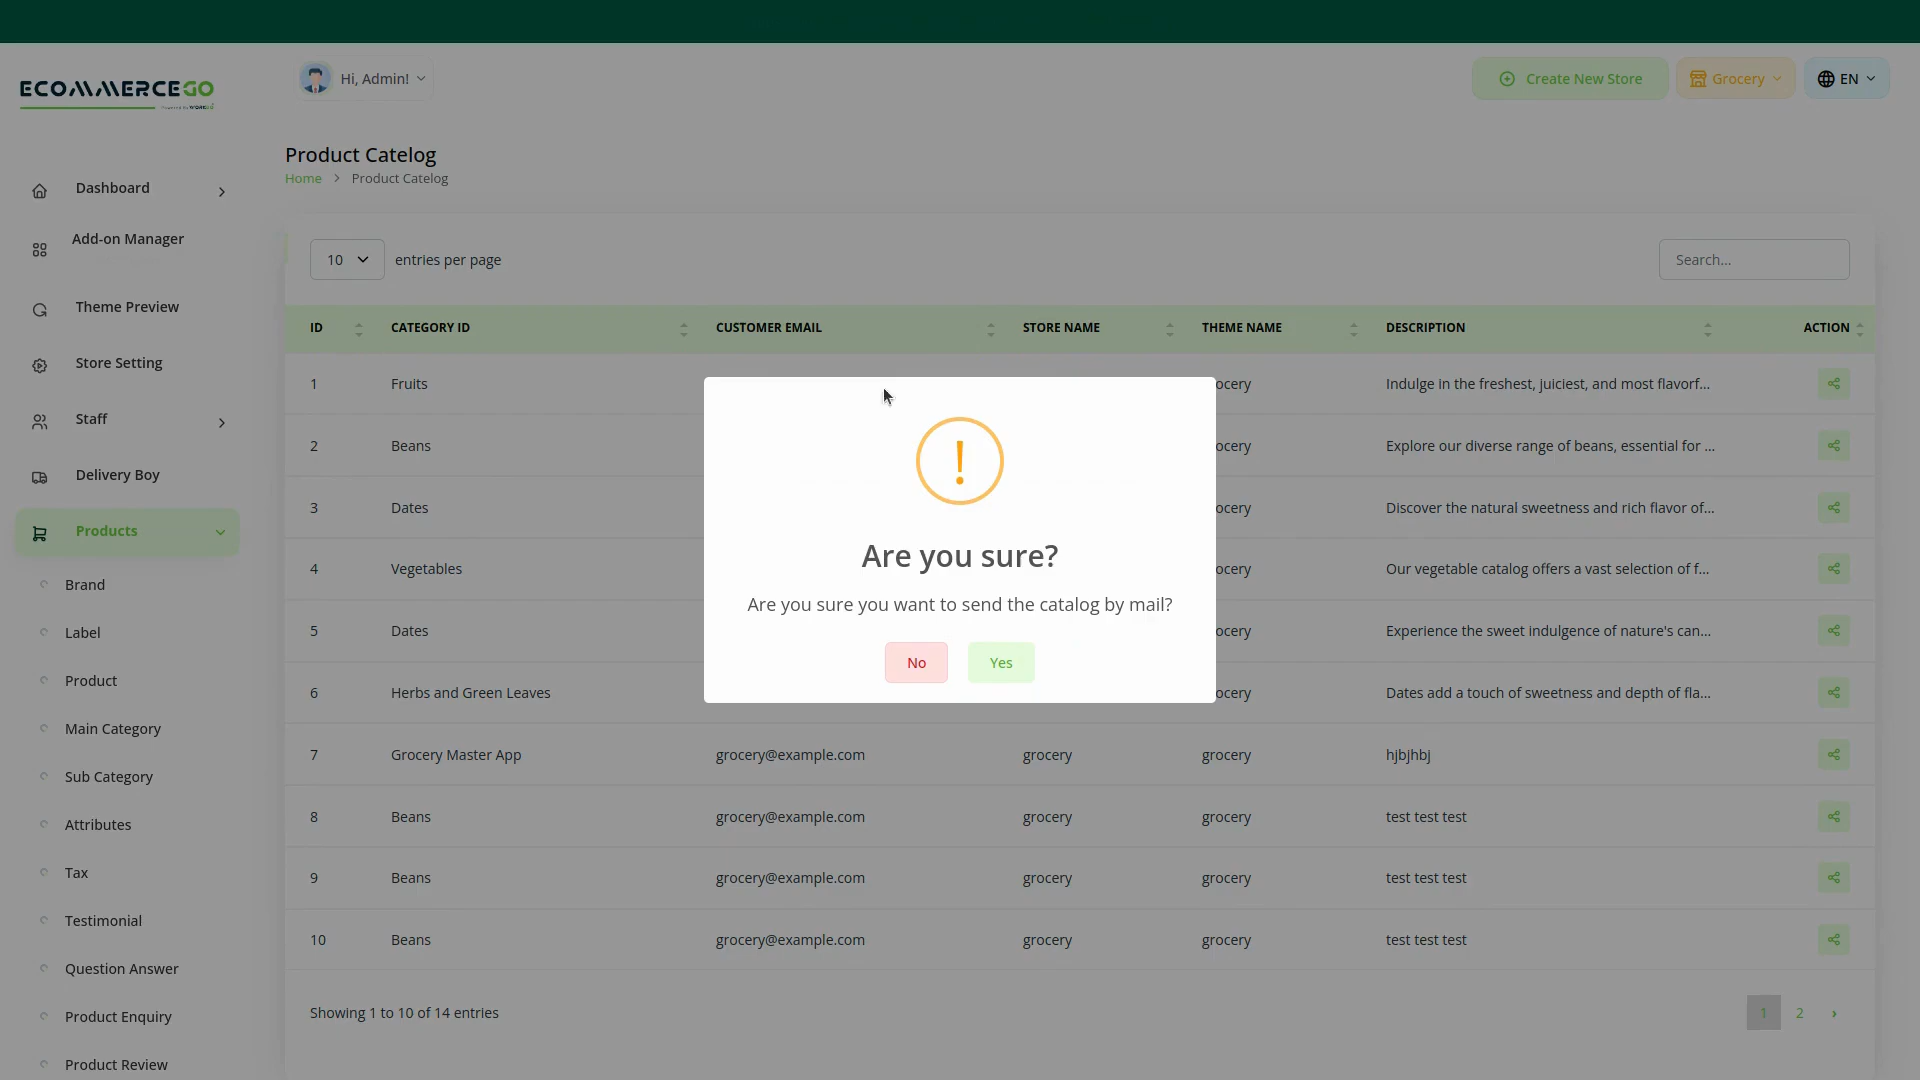 ECOMMERCEGO
Hi, Admin!
Create New Store
Grocery
EN
Product Catelog
Home
Product Catelog
Dashboard
Add-on Manager
Theme Preview
Store Setting
Staff
Delivery Boy
Products
Brand
Label
Product
Main Category
Sub Category
Attributes
Tax
Testimonial
Question Answer
Product Enquiry
Product Review
10
entries per page
Search...
ID CATEGORY ID CUSTOMER EMAIL STORE NAME THEME NAME DESCRIPTION ACTION
1 Fruits ocery Indulge in the freshest, juiciest, and most flavorf...
2 Beans ocery Explore our diverse range of beans, essential for ...
3 Dates ocery Discover the natural sweetness and rich flavor of...
4 Vegetables ocery Our vegetable catalog offers a vast selection of f...
5 Dates ocery Experience the sweet indulgence of nature's can...
6 Herbs and Green Leaves ocery Dates add a touch of sweetness and depth of fla...
7 Grocery Master App grocery@example.com grocery grocery hjbjhbj
8 Beans grocery@example.com grocery grocery test test test
9 Beans grocery@example.com grocery grocery test test test
10 Beans grocery@example.com grocery grocery test test test
Showing 1 to 10 of 14 entries
1 2 ›
!
Are you sure?
Are you sure you want to send the catalog by mail?
No
Yes